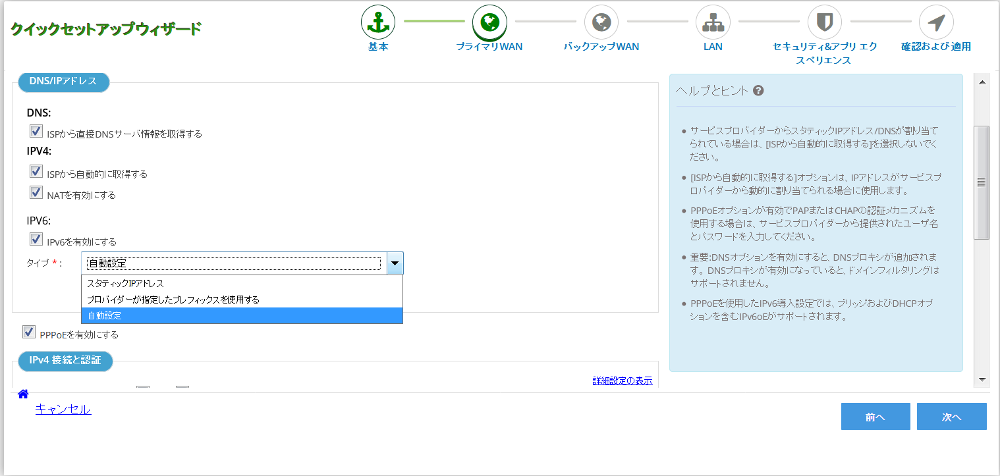 クイックセットアップウィザード
基本
プライマリWAN
バックアップWAN
LAN
セキュリティ&アプリ エク
スペリエンス
確認および 適用
DNS/IPアドレス
DNS:
ISPから直接DNSサーバ情報を取得する
IPV4:
ISPから自動的に取得する
NATを有効にする
IPV6:
IPv6を有効にする
タイプ * :
自動設定
スタティックIPアドレス
プロバイダーが指定したプレフィックスを使用する
自動設定
PPPoEを有効にする
IPv4 接続と認証
詳細設定の表示
ヘルプとヒント
サービスプロバイダーからスタティックIPアドレス/DNSが割り当て
られている場合は、[ISPから自動的に取得する]を選択しないでく
ださい。
[ISPから自動的に取得する]オプションは、IPアドレスがサービスプ
ロバイダーから動的に割り当てられる場合に使用します。
PPPoEオプションが有効でPAPまたはCHAPの認証メカニズムを
使用する場合は、サービスプロバイダーから提供されたユーザ名
とパスワードを入力してください。
重要:DNSオプションを有効にすると、DNSプロキシが追加されま
す。DNSプロキシが有効になっていると、ドメインフィルタリングは
サポートされません。
PPPoEを使用したIPv6導入設定では、ブリッジおよびDHCPオプ
ションを含むIPv6oEがサポートされます。
キャンセル
前へ
次へ